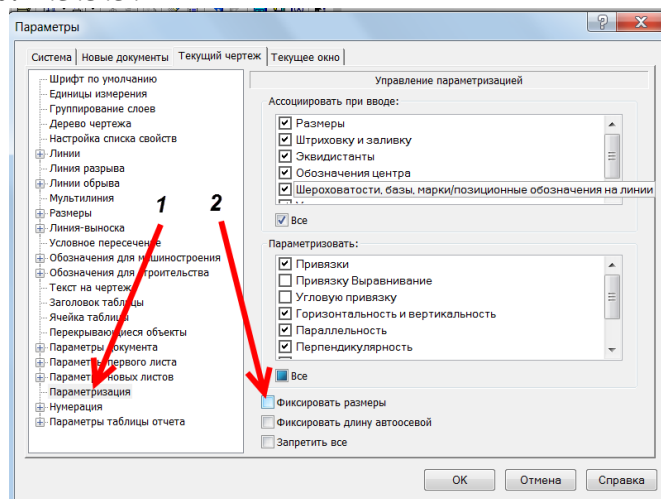 Параметры
Система Новые документы Текущий чертеж Текущее окно
Шрифт по умолчанию
Единицы измерения
Группирование слоев
Дерево чертежа
Настройка списка свойств
Линии
Линия разрыва
Линии обрыва
Мультилиния
Размеры
Линия-выноска
Условное пересечение
Обозначения для машиностроения
Обозначения для строительства
Текст на чертеже
Заголовок таблицы
Ячейка таблицы
Перекрывающиеся объекты
Параметры документа
Параметры первого листа
Параметры новых листов
Параметризация
Нумерация
Параметры таблицы отчета
1
2
Управление параметризацией
Ассоциировать при вводе:
Размеры
Штриховку и заливку
Эквидистанты
Обозначения центра
Шероховатости, базы, марки/позиционные обозначения на линии
Все
Параметризовать:
Привязки
Привязку Выравнивание
Угловую привязку
Горизонтальность и вертикальность
Параллельность
Перпендикулярность
Все
Фиксировать размеры
Фиксировать длину автоосевой
Запретить все
OK Отмена Справка